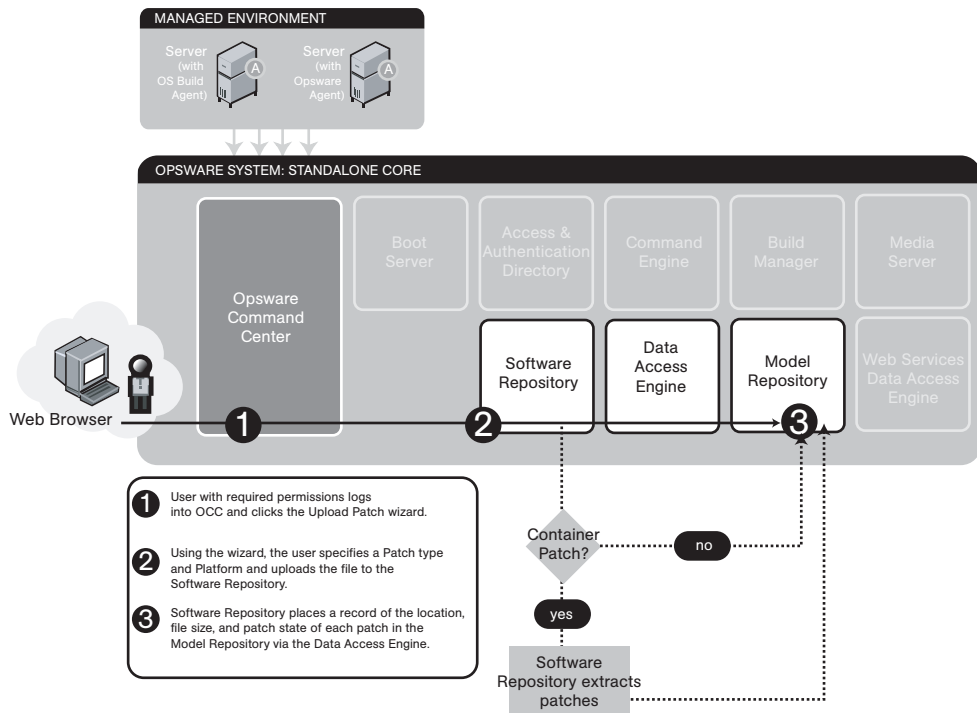 MANAGED ENVIRONMENT
Server
(with
OS Build
Agent)
A
Server
(with
Opsware
Agent)
A
OPSWARE SYSTEM: STANDALONE CORE
Opsware
Command
Center
Boot
Server
Access &
Authentication
Directory
Command
Engine
Build
Manager
Media
Server
Software
Repository
Data
Access
Engine
Model
Repository
Web Services
Data Access
Engine
Web Browser
1
2
3
1 User with required permissions logs
into OCC and clicks the Upload Patch wizard.
2 Using the wizard, the user specifies a Patch type
and Platform and uploads the file to the
Software Repository.
3 Software Repository places a record of the location,
file size, and patch state of each patch in the
Model Repository via the Data Access Engine.
Container
Patch?
no
yes
Software
Repository extracts
patches